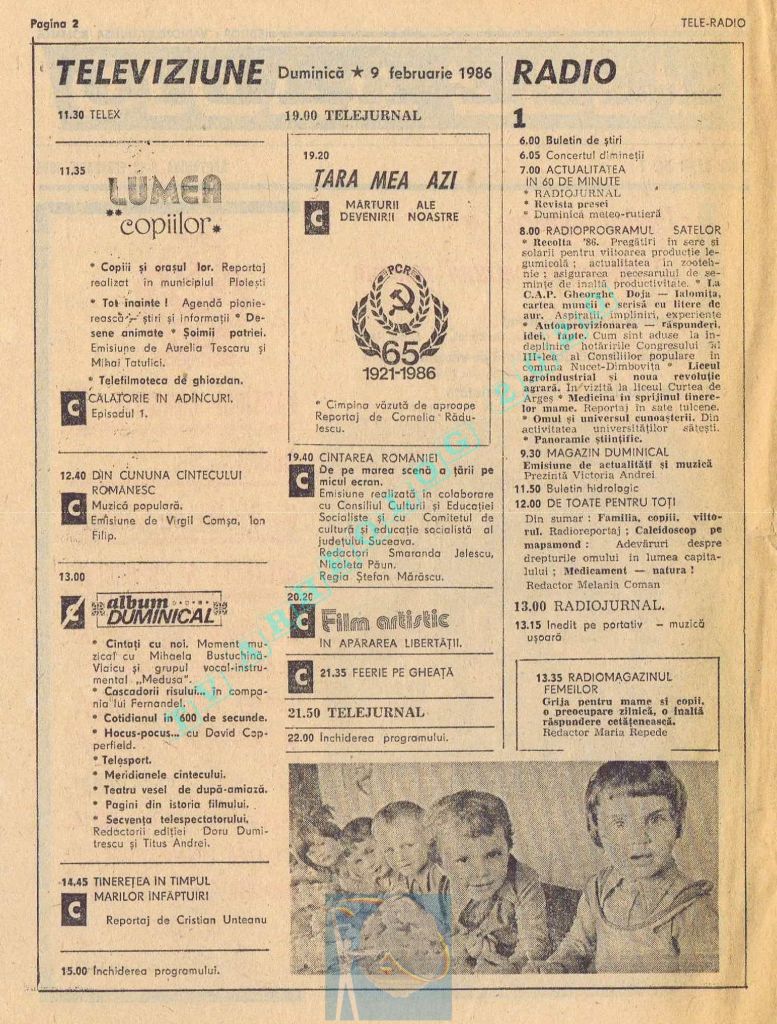 Pagina 2
TELE-RADIO
TELEVIZIUNE Duminică ★ 9 februarie 1986
11.30 TELEX
11.35
LUMEA
**copiilor*
* Copiii și orașul lor. Reportaj
realizat în municipiul Ploiești
* Tot înainte ! Agendă pionie-
rească — știri și informații * De-
sene animate * Șoimii patriei.
Emisiune de Aurelia Tescaru și
Mihai Tatulici.
* Telefilmoteca de ghiozdan.
C CĂLĂTORIE ÎN ADÎNCURI.
Episodul 1.
12.40 DIN CUNUNA CÎNTECULUI
ROMÂNESC
C Muzică populară.
Emisiune de Virgil Comșa, Ion
Filip.
13.00
album
DUMINICAL
* Cîntați cu noi. Moment mu-
zical cu Mihaela Bustuchină-
Vlaicu și grupul vocal-instru-
mental „Medusa".
* Cascadorii rîsului, în compa-
nia lui Fernandel.
* Cotidianul în 600 de secunde.
* Hocus-pocus... cu David Cop-
perfield.
* Telesport.
* Meridianele cîntecului.
* Teatru vesel de după-amiază.
* Pagini din istoria filmului.
* Secvența telespectatorului.
Redactorii ediției Doru Dumi-
trescu și Titus Andrei.
14.45 TINEREȚEA ÎN TIMPUL
MARILOR ÎNFĂPTUIRI
C Reportaj de Cristian Unteanu
15.00 Închiderea programului.
19.00 TELEJURNAL
19.20
ȚARA MEA AZI
C MĂRTURII ALE
DEVENIRII NOASTRE
PCR
65
1921-1986
* Cîmpina văzută de aproape
Reportaj de Cornelia Rădu-
lescu.
19.40 CÎNTAREA ROMÂNIEI
C De pe marea scenă a țării pe
micul ecran.
Emisiune realizată în colaborare
cu Consiliul Culturii și Educației
Socialiste și cu Comitetul de
cultură și educație socialistă al
județului Suceava.
Redactori Smaranda Jelescu,
Nicoleta Păun.
Regia Ștefan Mărăscu.
20.20
C Film artistic
ÎN APĂRAREA LIBERTĂȚII.
C 21.35 FEERIE PE GHEAȚĂ
21.50 TELEJURNAL
22.00 Închiderea programului.
RADIO
1
6.00 Buletin de știri
6.05 Concertul dimineții
7.00 ACTUALITATEA
IN 60 DE MINUTE
* RADIOJURNAL
* Revista presei
* Duminica meteo-rutieră
8.00 RADIOPROGRAMUL SATELOR
* Recolta '86. Pregătiri în sere și
solarii pentru viitoarea producție le-
gumicolă ; actualitatea în zooteh-
nie ; asigurarea necesarului de se-
mințe de înaltă productivitate. * La
C.A.P. Gheorghe Doja — Ialomița,
cartea muncii e scrisă cu litere de
aur. Aspirații, împliniri, experiențe
* Autoaprovizionarea — răspunderi,
idei, fapte. Cum sînt aduse la în-
deplinire hotărîrile Congresului al
III-lea al Consiliilor populare în
comuna Nucet-Dîmbovița * Liceul
agroindustrial și noua revoluție
agrară. În vizită la liceul Curtea de
Argeș * Medicina în sprijinul tinere-
lor mame. Reportaj în sate tulcene.
* Omul și universul cunoașterii. Din
activitatea universităților sătești.
* Panoramic științific.
9.30 MAGAZIN DUMINICAL
Emisiune de actualități și muzică
Prezintă Victoria Andrei
11.50 Buletin hidrologic
12.00 DE TOATE PENTRU TOȚI
Din sumar : Familia, copiii, viito-
rul. Radioreportaj ; Caleidoscop pe
mapamond : Adevăruri despre
drepturile omului în lumea capita-
lului ; Medicament — natura !
Redactor Melania Coman
13.00 RADIOJURNAL.
13.15 Inedit pe portativ – muzică
ușoară
13.35 RADIOMAGAZINUL
FEMEILOR
Grija pentru mame și copii,
o preocupare zilnică, o înaltă
răspundere cetățenească.
Redactor Maria Repede